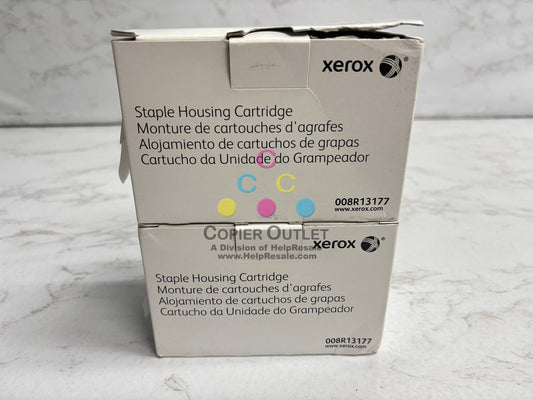 xerox
Staple Housing Cartridge
Monture de cartouches d'agrafes
Alojamiento de cartuchos de grapas
Cartucho da Unidade do Grampeador
C
C C
008R13177
www.xerox.com
COPIER OUTLET
A Division of HelpResale
www.HelpResale.com
xerox
Staple Housing Cartridge
Monture de cartouches d'agrafes
Alojamiento de cartuchos de grapas
Cartucho da Unidade do Grampeador
008R13177
www.xerox.com